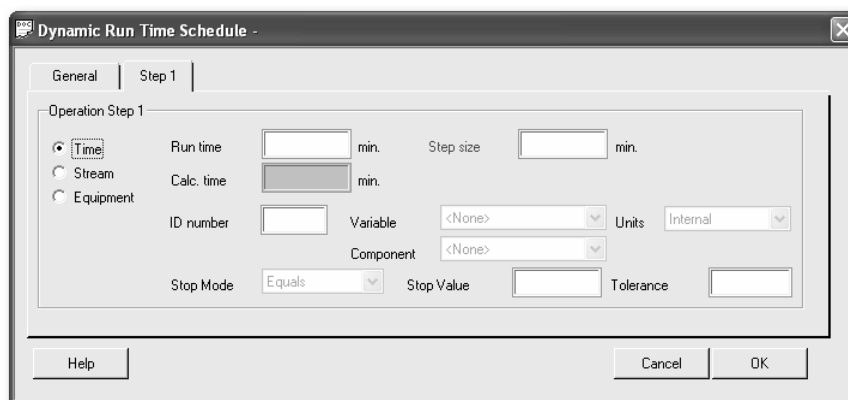 DOC Dynamic Run Time Schedule -
General Step 1
Operation Step 1
Time Run time min. Step size min.
Stream
Calc. time min.
Equipment
ID number Variable <None> Units Internal
Component <None>
Stop Mode Equals Stop Value Tolerance
Help Cancel OK